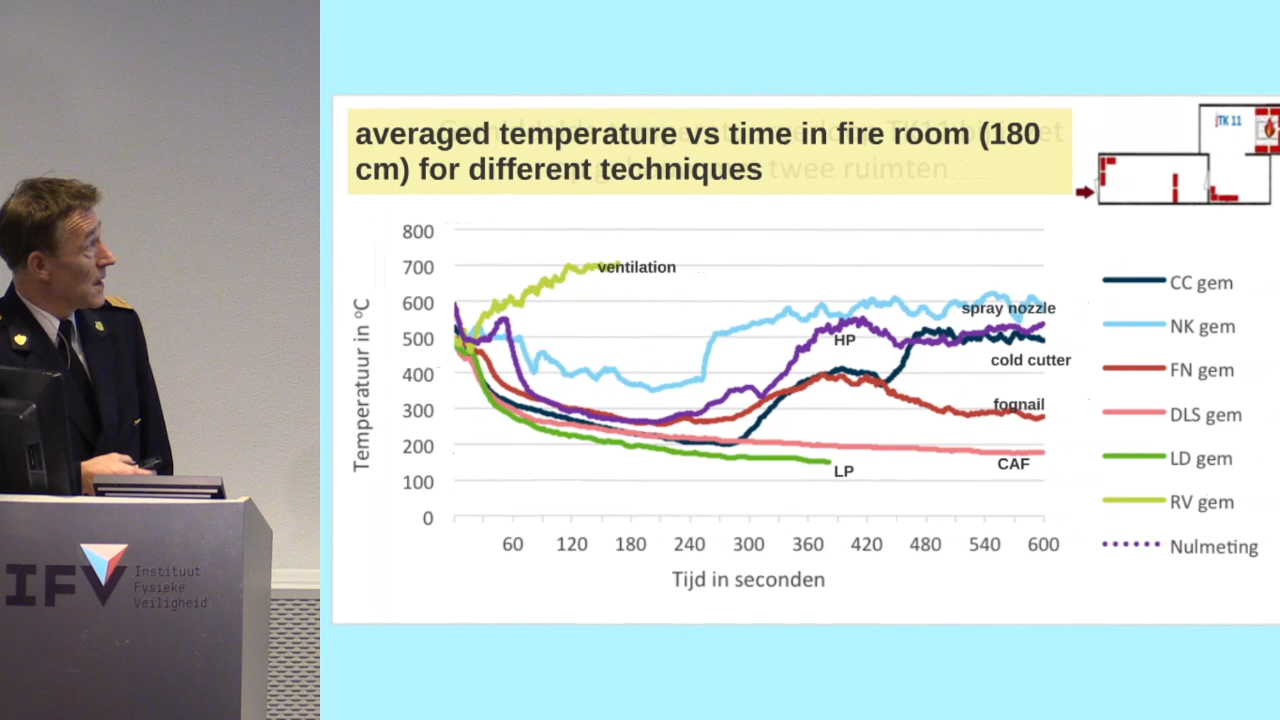 averaged temperature vs time in fire room (180
cm) for different techniques
twee ruimten
TK 11
800
700
600
500
400
300
200
100
0
Temperatuur in °C
ventilation
spray nozzle
HP
cold cutter
fognail
CAF
LP
60 120 180 240 300 360 420 480 540 600
Tijd in seconden
CC gem
NK gem
FN gem
DLS gem
LD gem
RV gem
Nulmeting
IFV
Instituut
Fysieke
Veiligheid